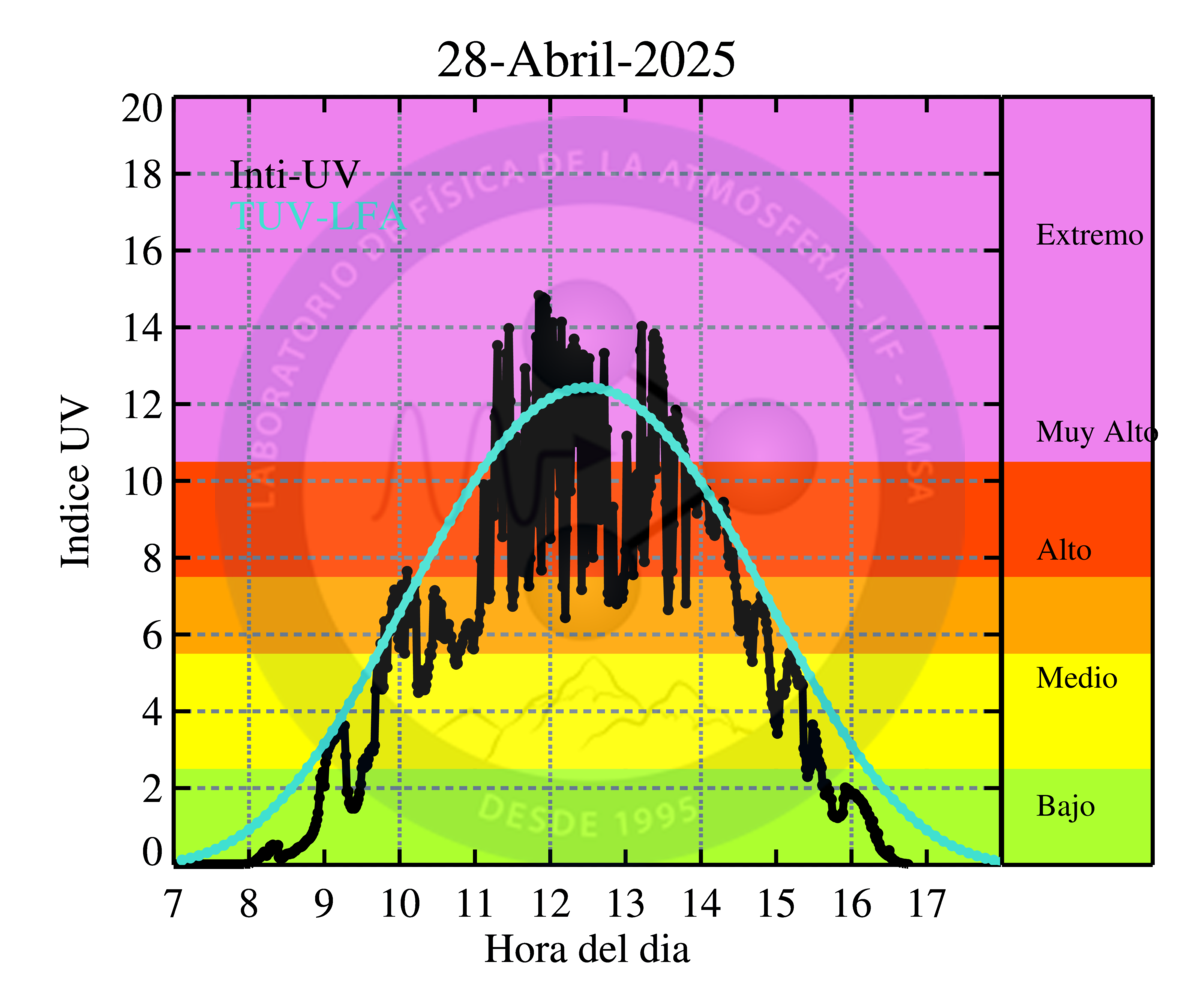 28-Abril-2025
20
18
16
14
12
10
8
6
4
2
0
Indice UV
Inti-UV
TUV-LFA
LABORATORIO DE FÍSICA DE LA ATMÓSFERA - IIF - UMSA
DESDE 1995
Extremo
Muy Alto
Alto
Medio
Bajo
7 8 9 10 11 12 13 14 15 16 17
Hora del dia